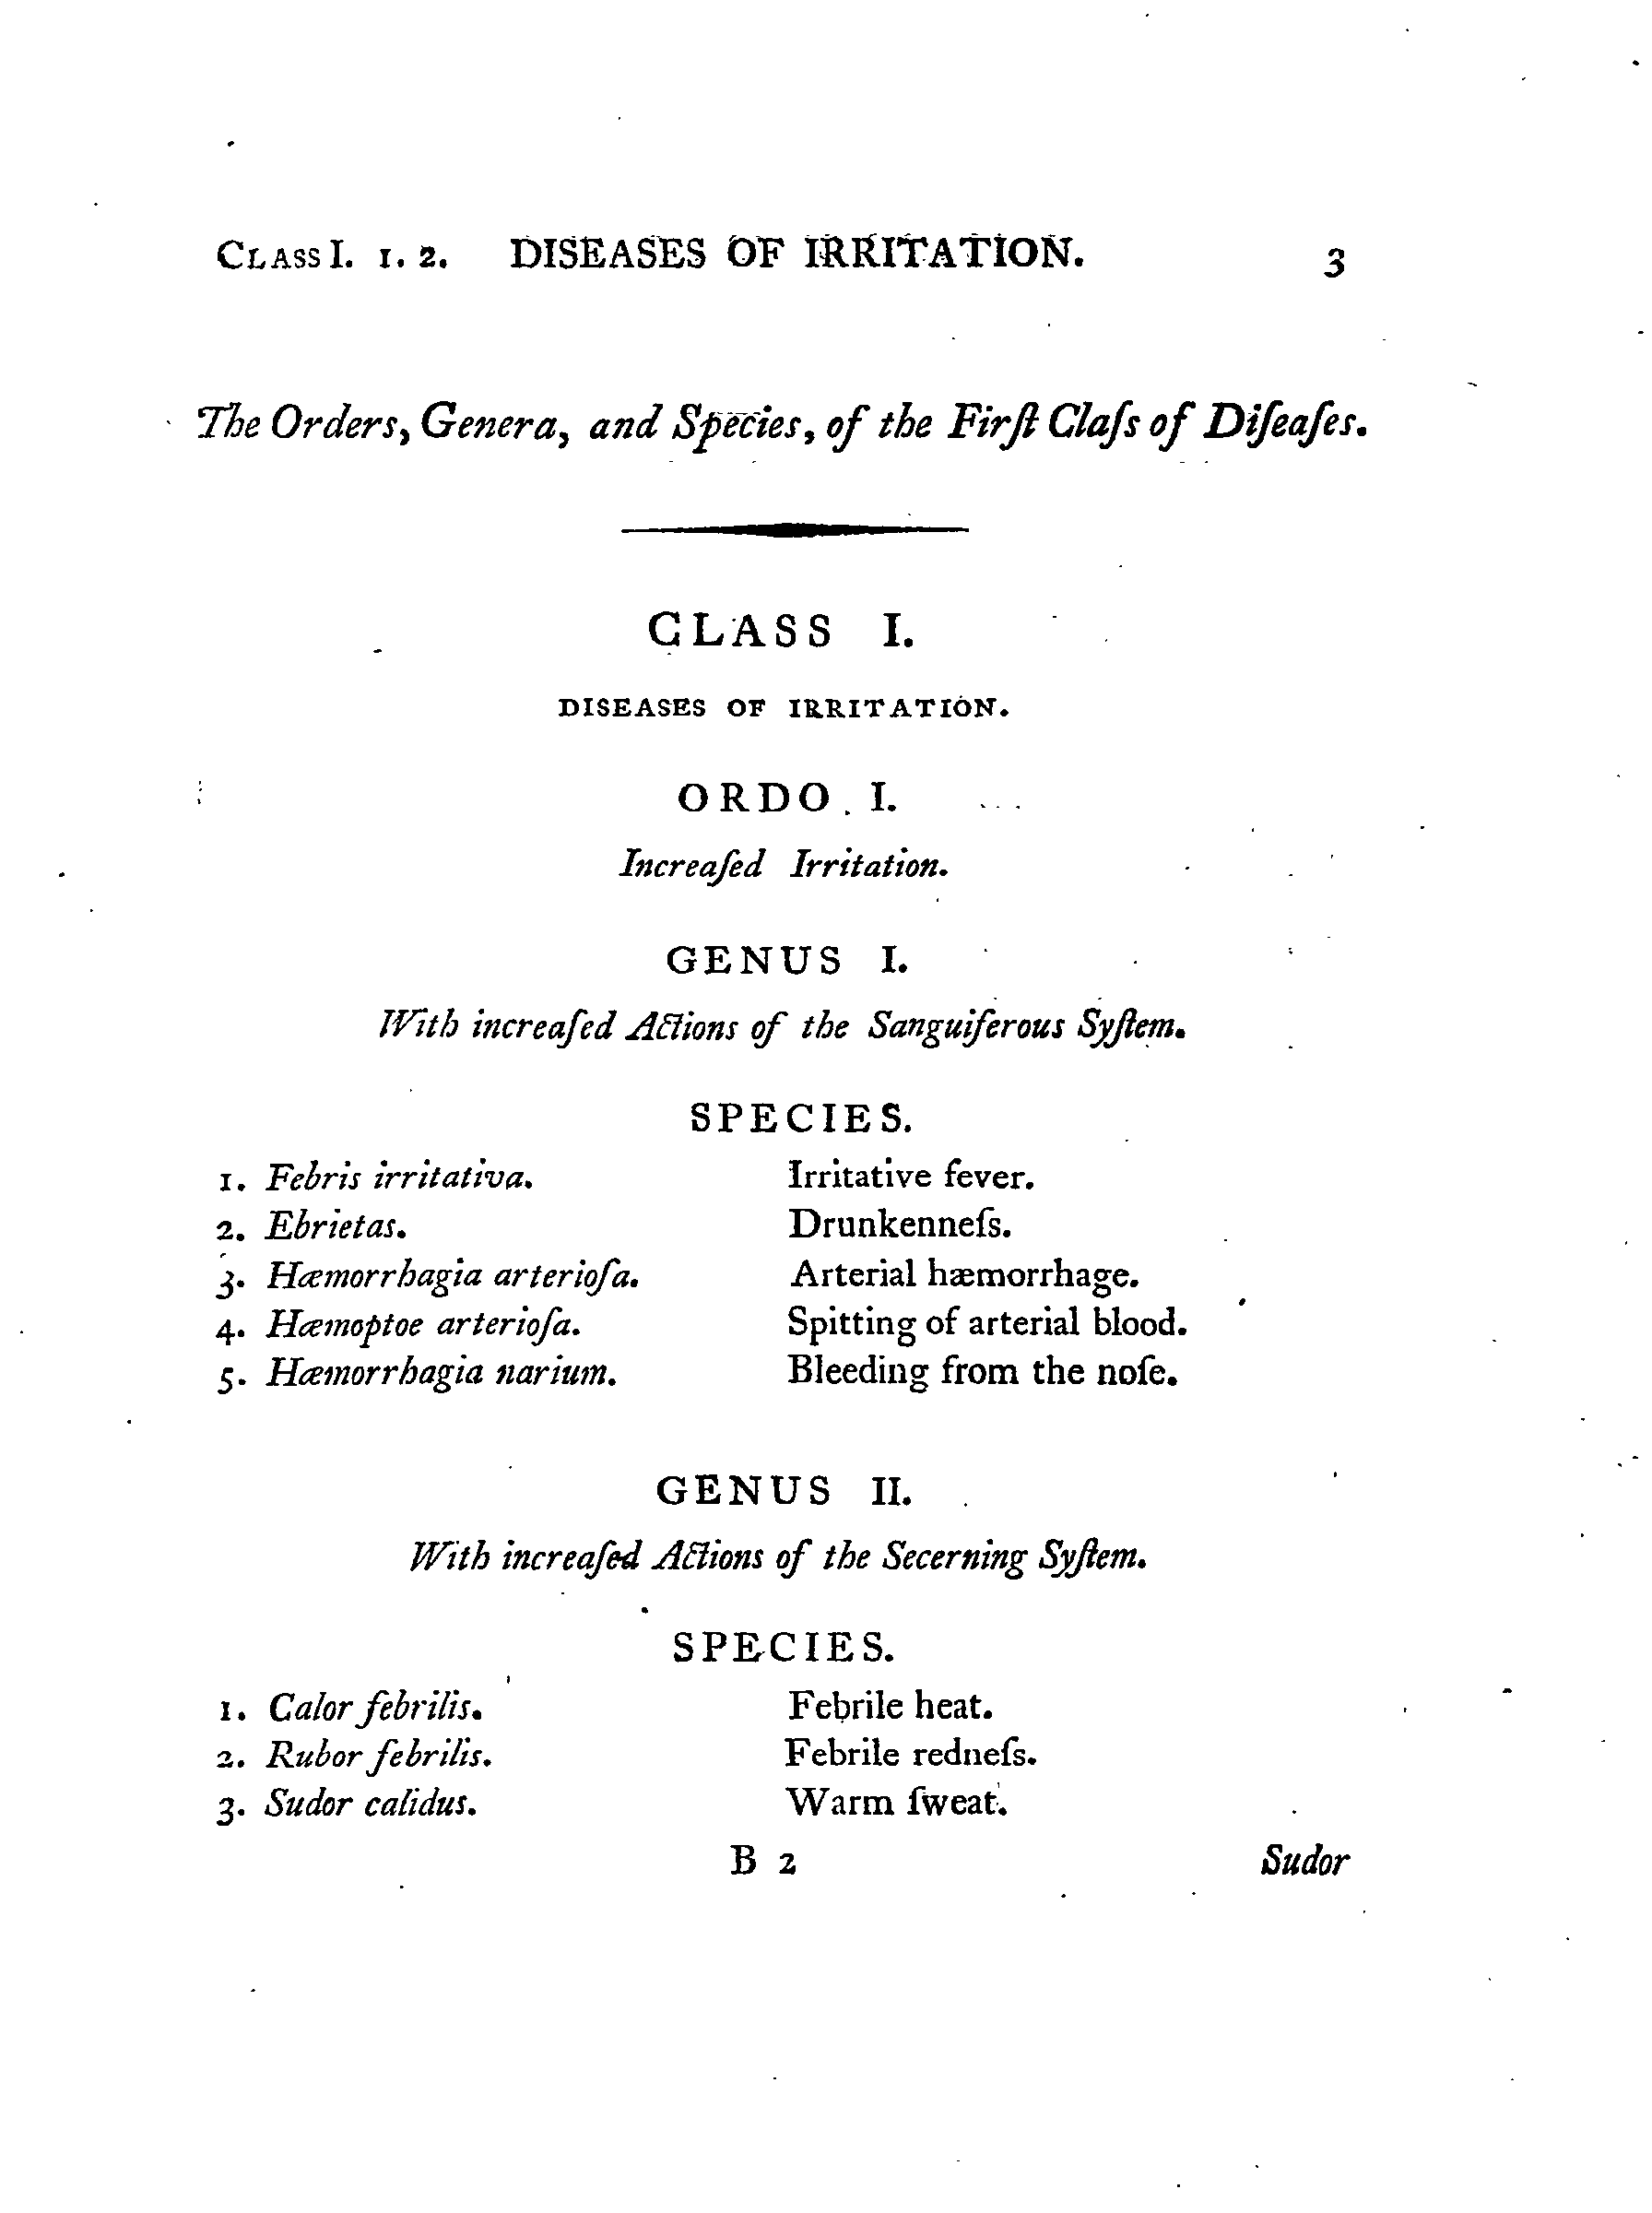 CLASS I. 1. 2. DISEASES OF IRRITATION. 3
The Orders, Genera, and Species, of the Firſt Claſs of Diſeaſes.
CLASS I.
DISEASES OF IRRITATION.
ORDO I.
Increaſed Irritation.
GENUS I.
With increaſed Actions of the Sanguiferous Syſtem.
SPECIES.
1. Febris irritativa. Irritative fever.
2. Ebrietas. Drunkenneſs.
3. Hæmorrhagia arterioſa. Arterial hæmorrhage.
4. Hæmoptoe arterioſa. Spitting of arterial blood.
5. Hæmorrhagia narium. Bleeding from the noſe.
GENUS II.
With increaſed Actions of the Secerning Syſtem.
SPECIES.
1. Calor febrilis. Febrile heat.
2. Rubor febrilis. Febrile redneſs.
3. Sudor calidus. Warm ſweat.
B 2 Sudor